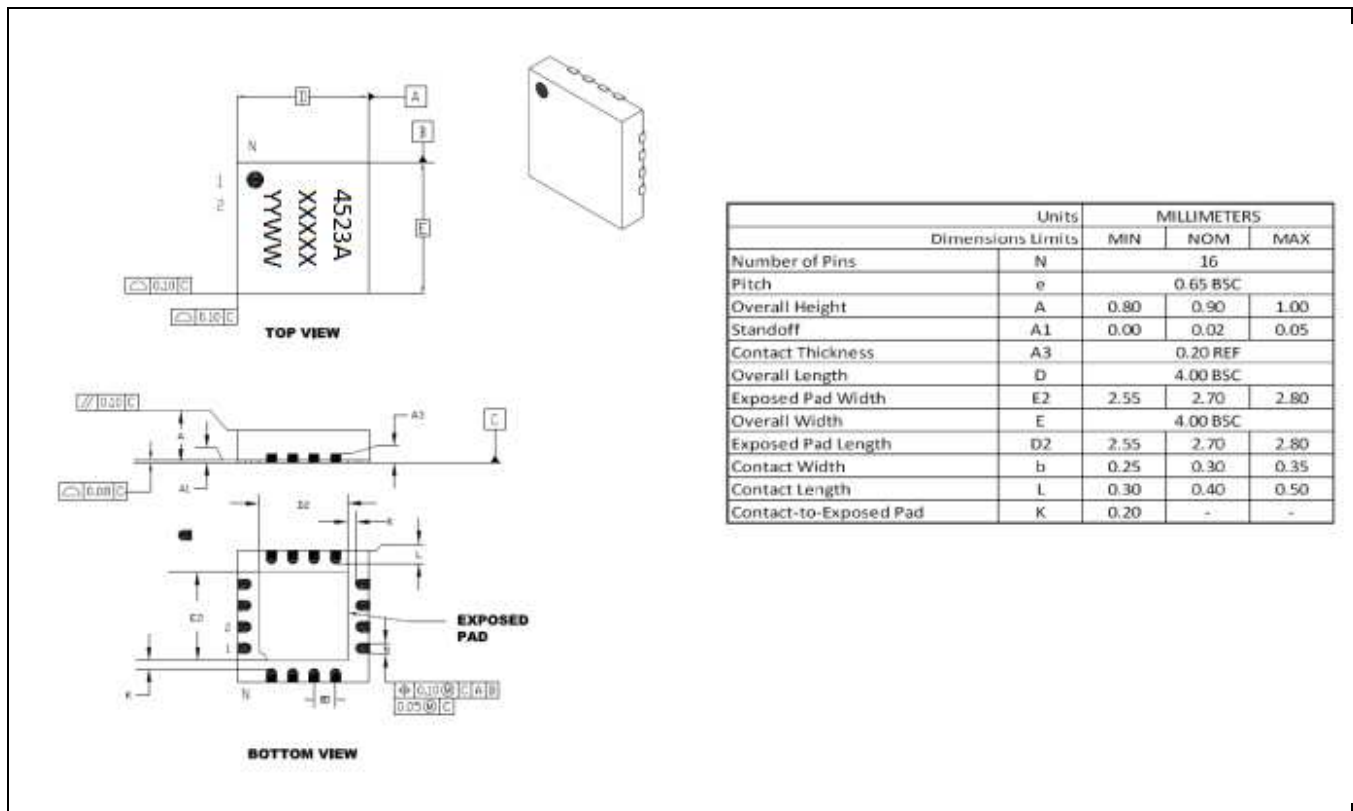 D
A
B
N
1
2
4523A
XXXXX
YYWW
E
0.10 C
0.10 C
TOP VIEW
// 0.10 C
A
A3
C
0.08 C
A1
D2
K
L
E2
2
1
EXPOSED
PAD
K
N
0.10 Ⓜ C A B
0.05 Ⓜ C
BOTTOM VIEW
Units MILLIMETERS
Dimensions Limits MIN NOM MAX
Number of Pins N 16
Pitch e 0.65 BSC
Overall Height A 0.80 0.90 1.00
Standoff A1 0.00 0.02 0.05
Contact Thickness A3 0.20 REF
Overall Length D 4.00 BSC
Exposed Pad Width E2 2.55 2.70 2.80
Overall Width E 4.00 BSC
Exposed Pad Length D2 2.55 2.70 2.80
Contact Width b 0.25 0.30 0.35
Contact Length L 0.30 0.40 0.50
Contact-to-Exposed Pad K 0.20 - -